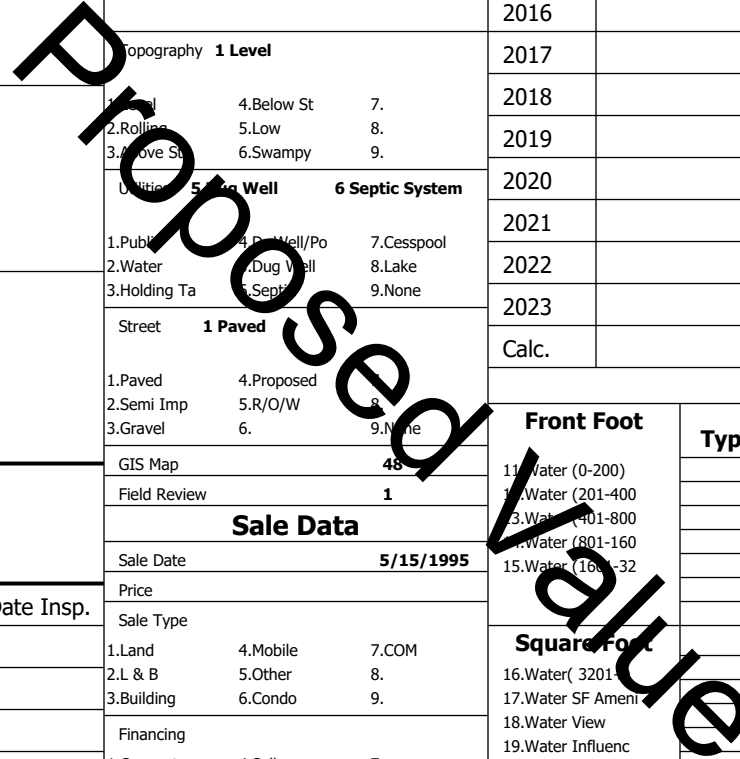 Topography 1 Level
1.Level 4.Below St 7.
2.Rolling 5.Low 8.
3.Above St 6.Swampy 9.
Utilities 5 Dug Well 6 Septic System
1.Public 4.Dr Well/Po 7.Cesspool
2.Water 5.Dug Well 8.Lake
3.Holding Ta 6.Septic 9.None
Street 1 Paved
1.Paved 4.Proposed 7.
2.Semi Imp 5.R/O/W 8.
3.Gravel 6. 9.None
GIS Map 48
Field Review 1
Sale Data
Sale Date 5/15/1995
Price
Sale Type
1.Land 4.Mobile 7.COM
2.L & B 5.Other 8.
3.Building 6.Condo 9.
Financing
2016
2017
2018
2019
2020
2021
2022
2023
Calc.
Front Foot
11.Water (0-200)
12.Water (201-400
13.Water (401-800
14.Water (801-160
15.Water (1601-32
Square Foot
16.Water( 3201-
17.Water SF Ameni
18.Water View
19.Water Influenc
Typ
Date Insp.
Proposed Value